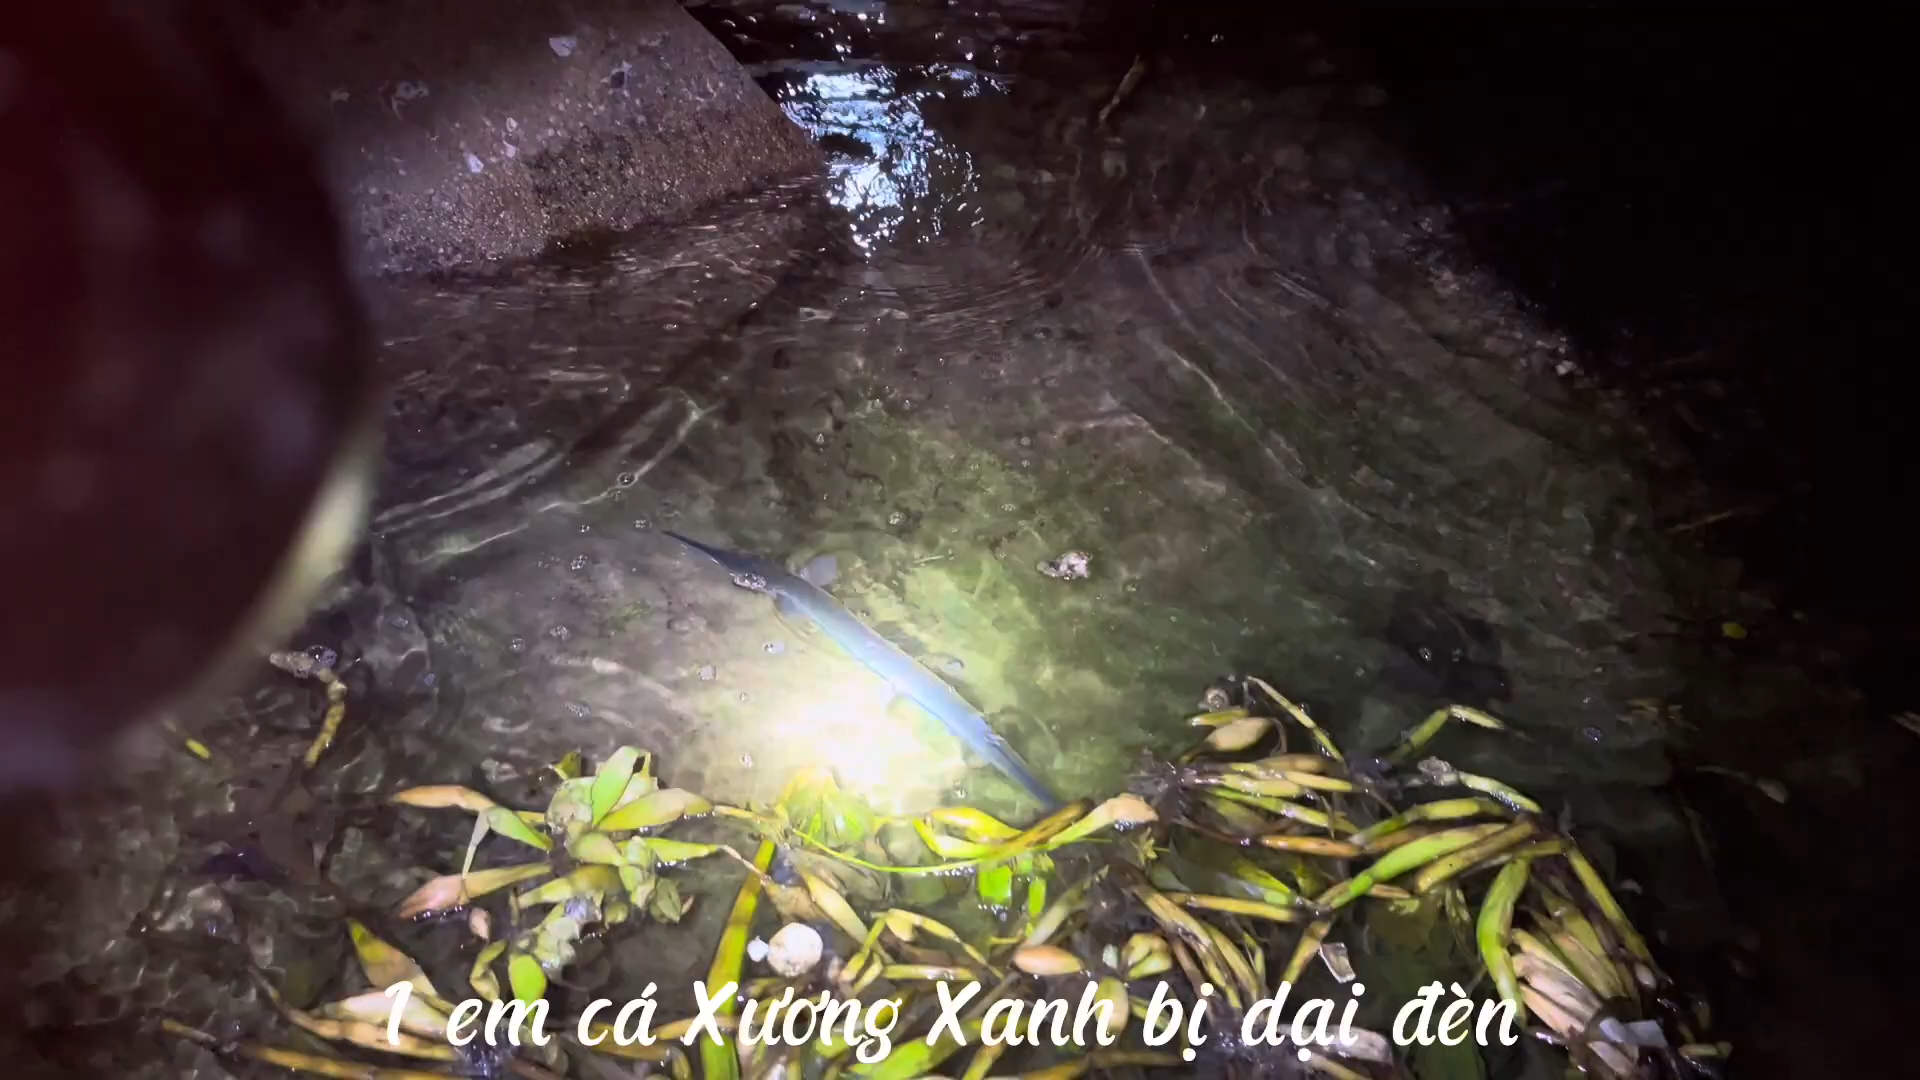 1 em cá Xương Xanh bị dại đèn